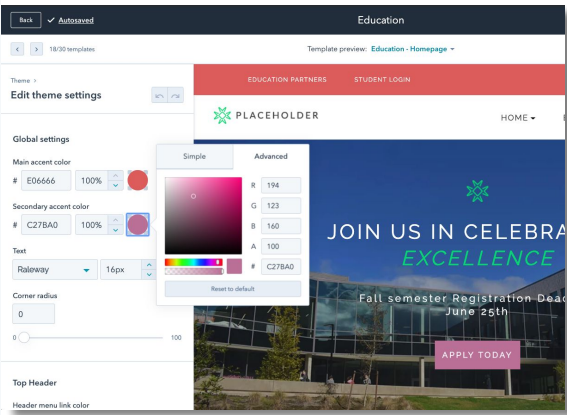 Back
Autosaved
Education
18/30 templates
Template preview: Education - Homepage
Theme >
Edit theme settings
Global settings
Main accent color
# E06666 100%
Secondary accent color
# C27BA0 100%
Text
Raleway 16px
Corner radius
0
0 100
Top Header
Header menu link color
Simple Advanced
R 194
G 123
B 160
A 100
# C27BA0
Reset to default
EDUCATION PARTNERS STUDENT LOGIN
PLACEHOLDER
HOME
JOIN US IN CELEBRA
EXCELLENCE
Fall semester Registration Dead
June 25th
APPLY TODAY